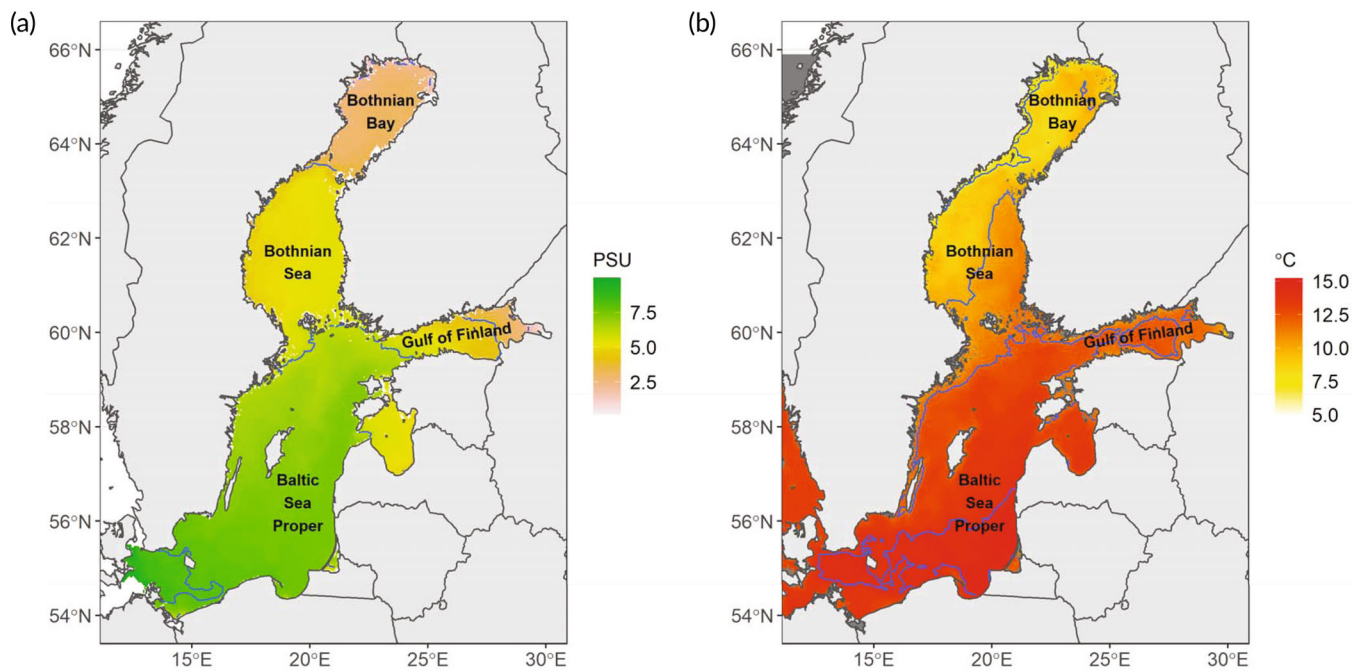 (a)
66°N
64°N
62°N
60°N
58°N
56°N
54°N
15°E
20°E
25°E
30°E
Bothnian
Bay
Bothnian
Sea
Gulf of Finland
Baltic
Sea
Proper
PSU
7.5
5.0
2.5
(b)
66°N
64°N
62°N
60°N
58°N
56°N
54°N
15°E
20°E
25°E
30°E
Bothnian
Bay
Bothnian
Sea
Gulf of Finland
Baltic
Sea
Proper
°C
15.0
12.5
10.0
7.5
5.0